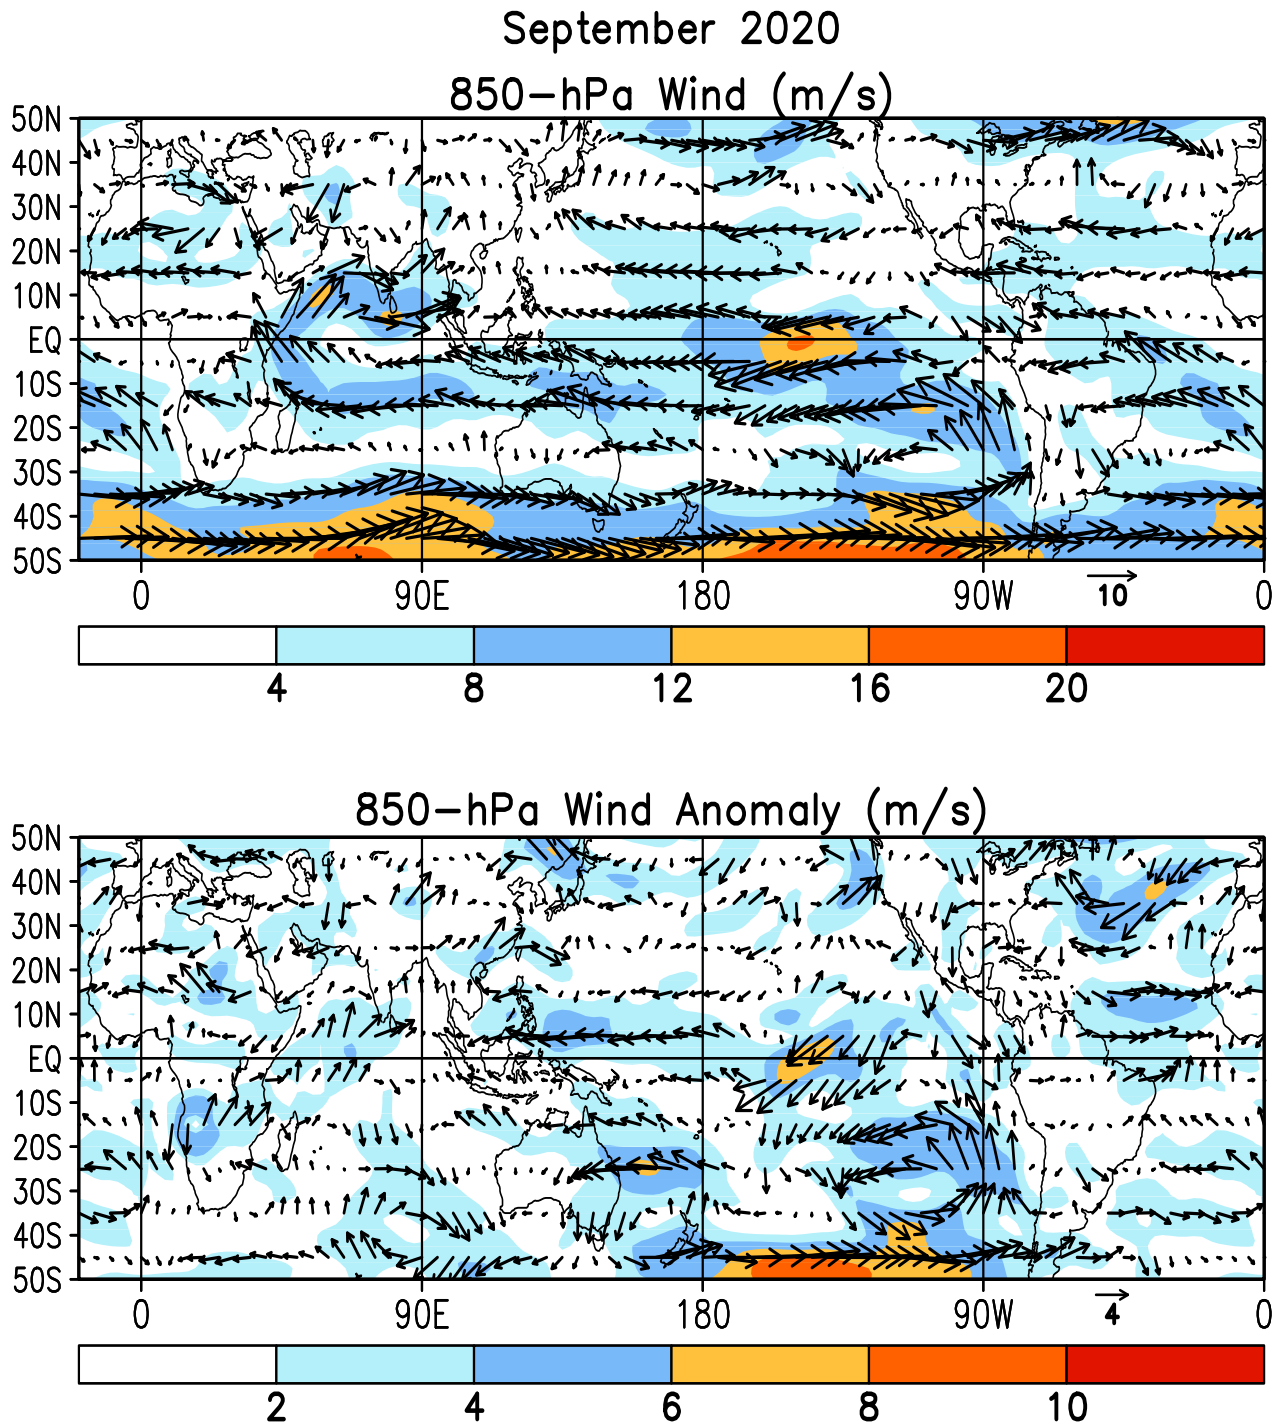 September 2020
850-hPa Wind (m/s)
50N
40N
30N
20N
10N
EQ
10S
20S
30S
40S
50S
0 90E 180 90W 0
10
4 8 12 16 20
850-hPa Wind Anomaly (m/s)
50N
40N
30N
20N
10N
EQ
10S
20S
30S
40S
50S
0 90E 180 90W 0
4
2 4 6 8 10